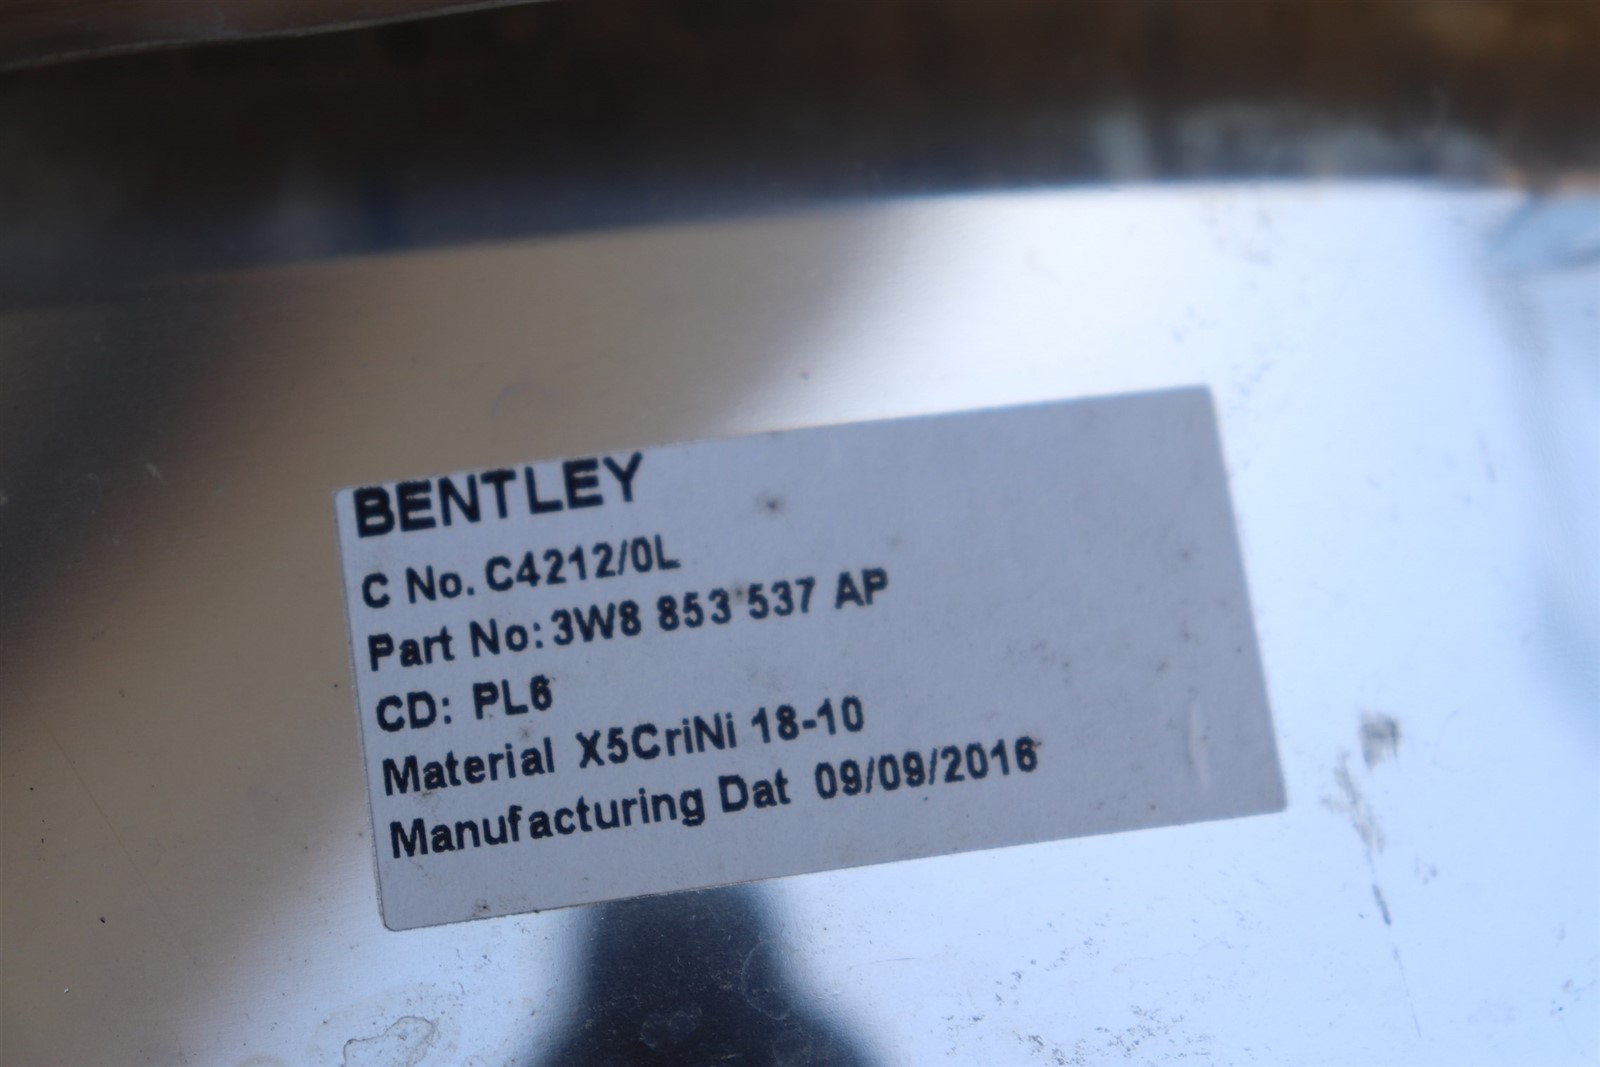 BENTLEY
C No. C4212/0L
Part No: 3W8 853 537 AP
CD: PL6
Material X5CriNi 18-10
Manufacturing Dat 09/09/2016